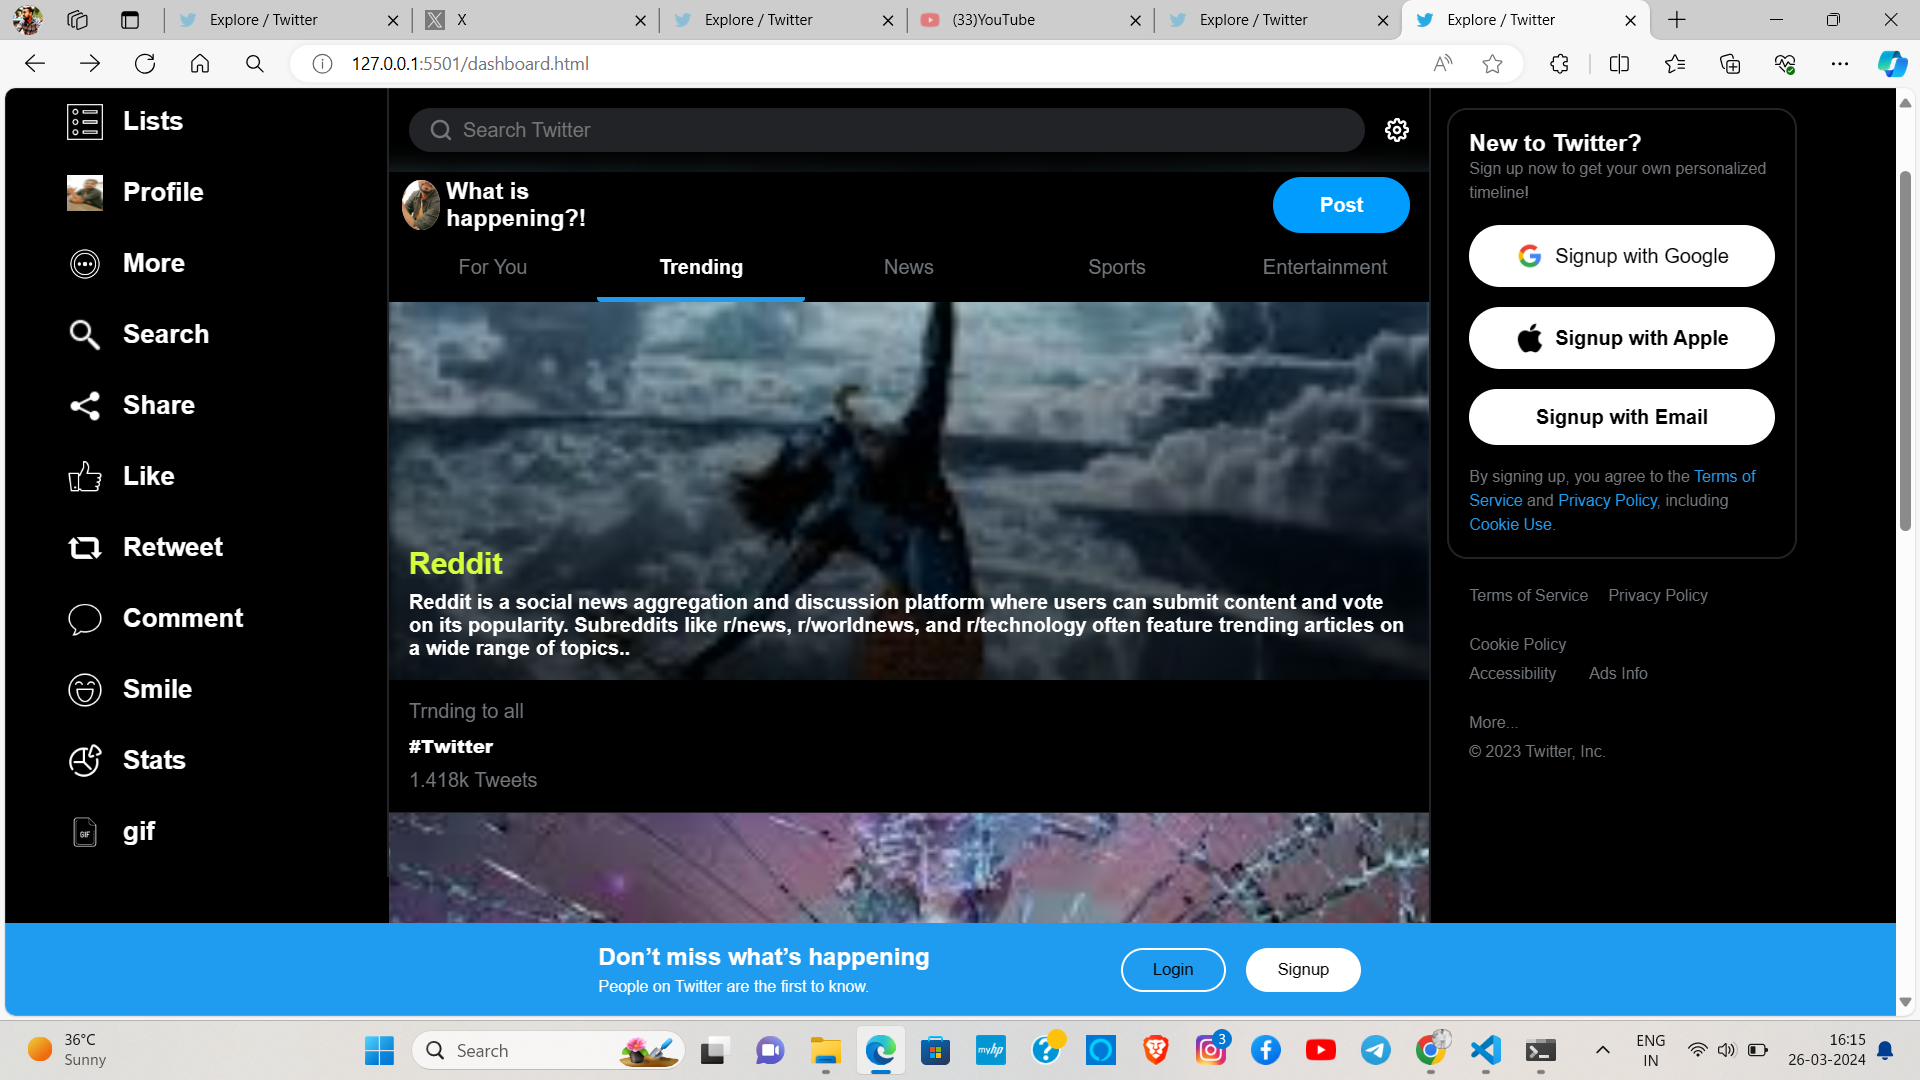 Explore / Twitter
X
Explore / Twitter
(33)YouTube
Explore / Twitter
Explore / Twitter
127.0.0.1:5501/dashboard.html
Lists
Profile
More
Search
Share
Like
Retweet
Comment
Smile
Stats
GIF
gif
Search Twitter
What is
happening?!
Post
For You
Trending
News
Sports
Entertainment
Reddit
Reddit is a social news aggregation and discussion platform where users can submit content and vote
on its popularity. Subreddits like r/news, r/worldnews, and r/technology often feature trending articles on
a wide range of topics..
Trnding to all
#Twitter
1.418k Tweets
New to Twitter?
Sign up now to get your own personalized
timeline!
Signup with Google
Signup with Apple
Signup with Email
By signing up, you agree to the Terms of
Service and Privacy Policy, including
Cookie Use.
Terms of Service Privacy Policy
Cookie Policy
Accessibility Ads Info
More...
© 2023 Twitter, Inc.
Don’t miss what’s happening
People on Twitter are the first to know.
Login
Signup
36°C
Sunny
Search
myhp
3
ENG
IN
16:15
26-03-2024